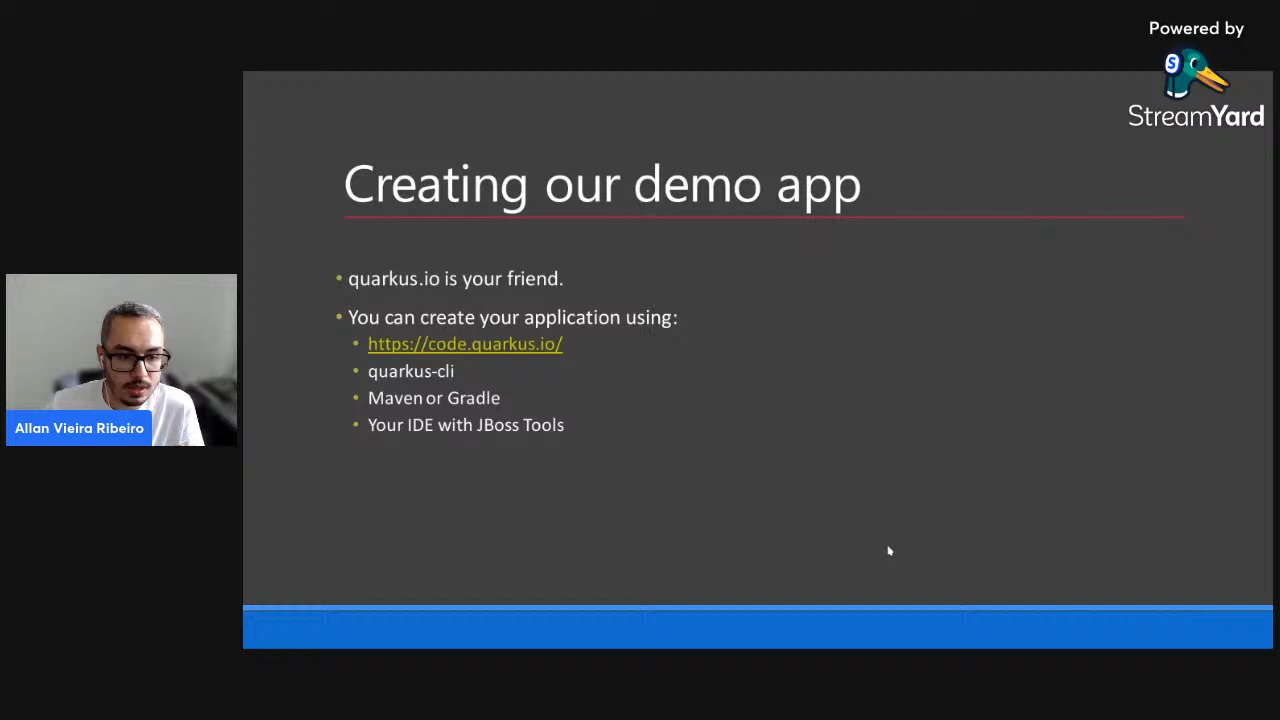 Powered by
StreamYard
Creating our demo app
• quarkus.io is your friend.
• You can create your application using:
• https://code.quarkus.io/
• quarkus-cli
• Maven or Gradle
• Your IDE with JBoss Tools
Allan Vieira Ribeiro